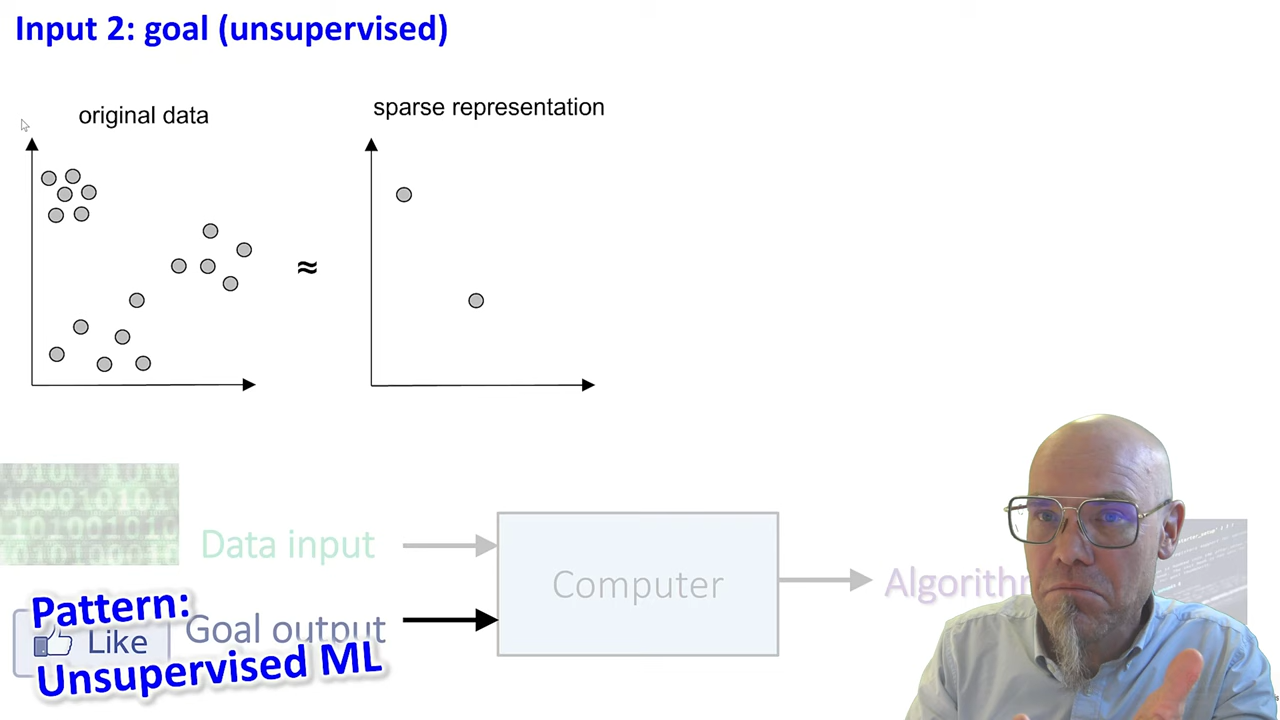 Input 2: goal (unsupervised)
original data
sparse representation
≈
Data input
Computer
Goal output
Like
Pattern:
Unsupervised ML